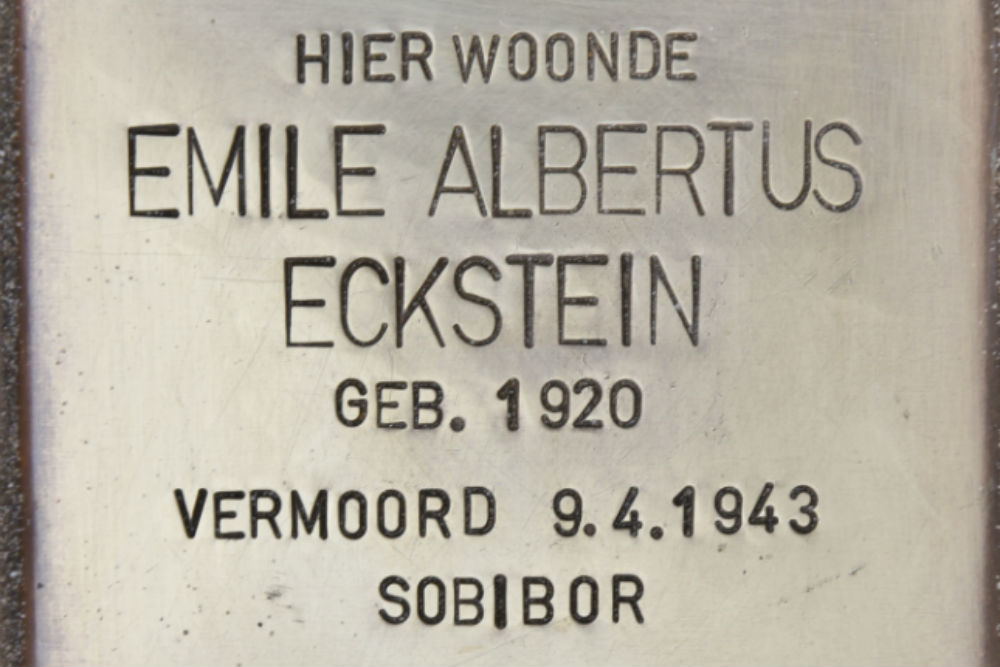 HIER WOONDE
EMILE ALBERTUS
ECKSTEIN
GEB. 1920
VERMOORD 9.4.1943
SOBIBOR